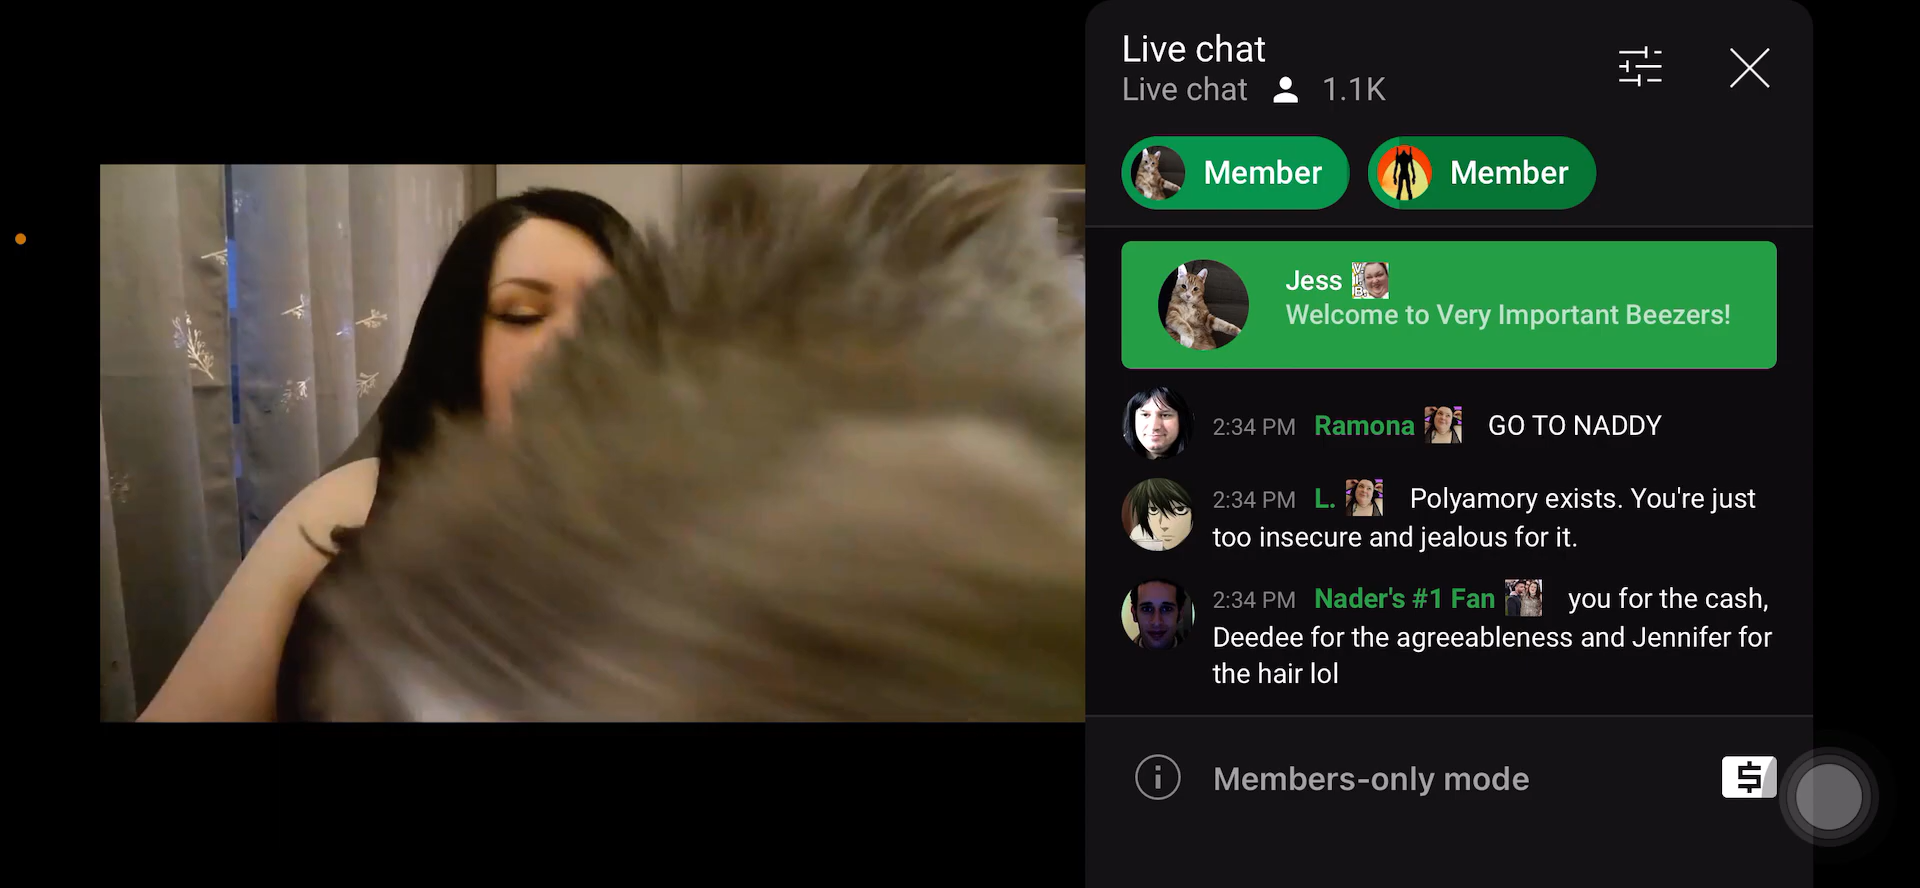 Live chat
Live chat 1.1K
Member Member
Jess
Welcome to Very Important Beezers!
2:34 PM Ramona GO TO NADDY
2:34 PM L. Polyamory exists. You're just
too insecure and jealous for it.
2:34 PM Nader's #1 Fan you for the cash,
Deedee for the agreeableness and Jennifer for
the hair lol
Members-only mode
$